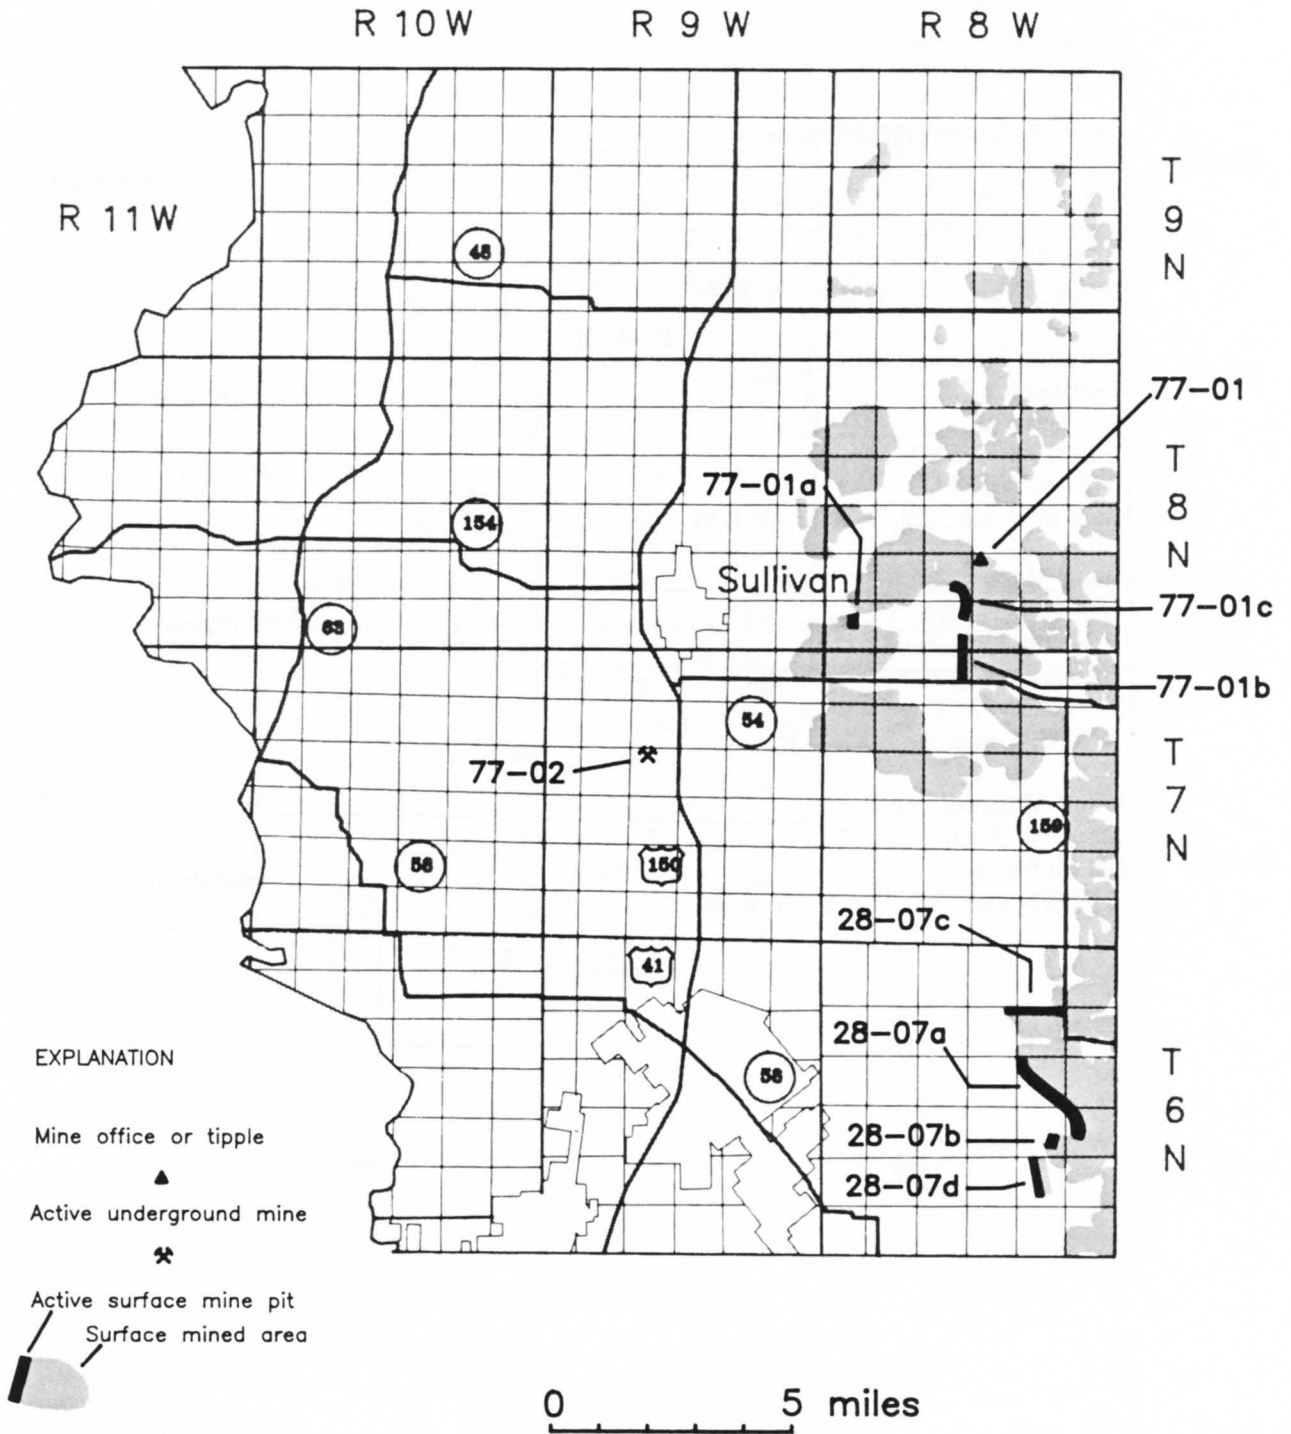 R 10 W R 9 W R 8 W
R 11 W
T
9
N
48
77-01
T
8
N
77-01a
154
Sullivan
77-01c
63
77-01b
54
77-02
T
7
N
159
58
150
28-07c
41
28-07a
58
T
6
N
28-07b
28-07d
EXPLANATION
Mine office or tipple
Active underground mine
Active surface mine pit
Surface mined area
0 5 miles